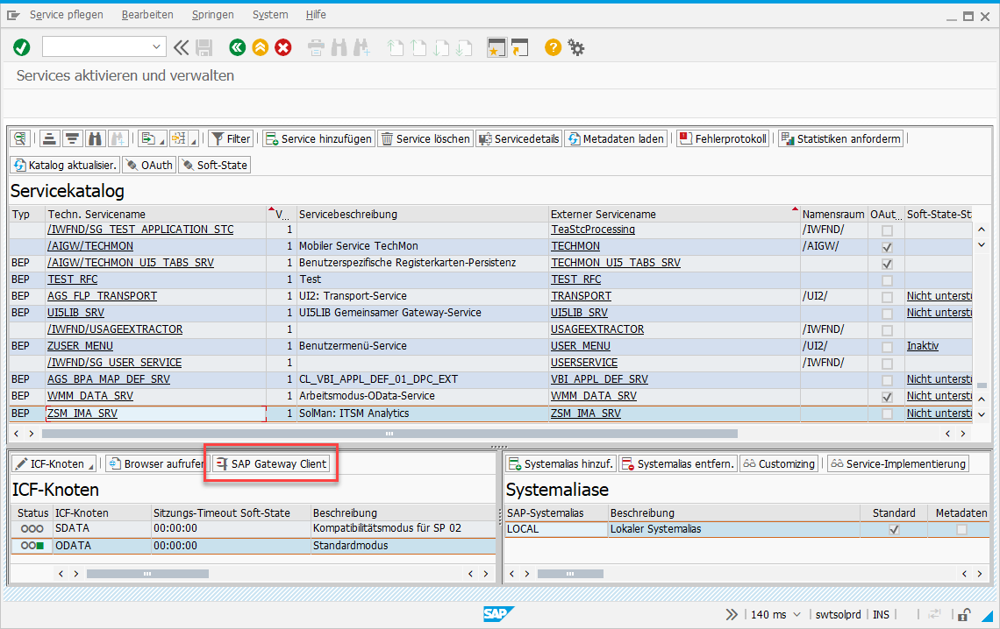 Service pflegen Bearbeiten Springen System Hilfe
Services aktivieren und verwalten
Filter Service hinzufügen Service löschen Servicedetails Metadaten laden Fehlerprotokoll Statistiken anforderm
Katalog aktualisier. OAuth Soft-State
Servicekatalog
Typ Techn. Servicename V... Servicebeschreibung Externer Servicename Namensraum OAut... Soft-State-St
/IWFND/SG_TEST_APPLICATION_STC 1 TeaStcProcessing /IWFND/
/AIGW/TECHMON 1 Mobiler Service TechMon TECHMON /AIGW/
BEP /AIGW/TECHMON_UI5_TABS_SRV 1 Benutzerspezifische Registerkarten-Persistenz TECHMON_UI5_TABS_SRV
BEP TEST_RFC 1 Test TEST_RFC
BEP AGS_FLP_TRANSPORT 1 UI2: Transport-Service TRANSPORT /UI2/ Nicht unterstü
BEP UI5LIB_SRV 1 UI5LIB Gemeinsamer Gateway-Service UI5LIB_SRV Nicht unterstü
/IWFND/USAGEEXTRACTOR 1 USAGEEXTRACTOR /IWFND/
BEP ZUSER_MENU 1 Benutzermenü-Service USER_MENU /UI2/ Inaktiv
/IWFND/SG_USER_SERVICE 1 USERSERVICE /IWFND/
BEP AGS_BPA_MAP_DEF_SRV 1 CL_VBI_APPL_DEF_01_DPC_EXT VBI_APPL_DEF_SRV Nicht unterstü
BEP WMM_DATA_SRV 1 Arbeitsmodus-OData-Service WMM_DATA_SRV Nicht unterstü
BEP ZSM_IMA_SRV 1 SolMan: ITSM Analytics ZSM_IMA_SRV Nicht unterstü
ICF-Knoten Browser aufrufen SAP Gateway Client
ICF-Knoten
Status ICF-Knoten Sitzungs-Timeout Soft-State Beschreibung
SDATA 00:00:00 Kompatibilitätsmodus für SP 02
ODATA 00:00:00 Standardmodus
Systemalias hinzuf. Systemalias entfern. Customizing Service-Implementierung
Systemaliase
SAP-Systemalias Beschreibung Standard Metadaten
LOCAL Lokaler Systemalias
SAP 140 ms swtsolprd INS